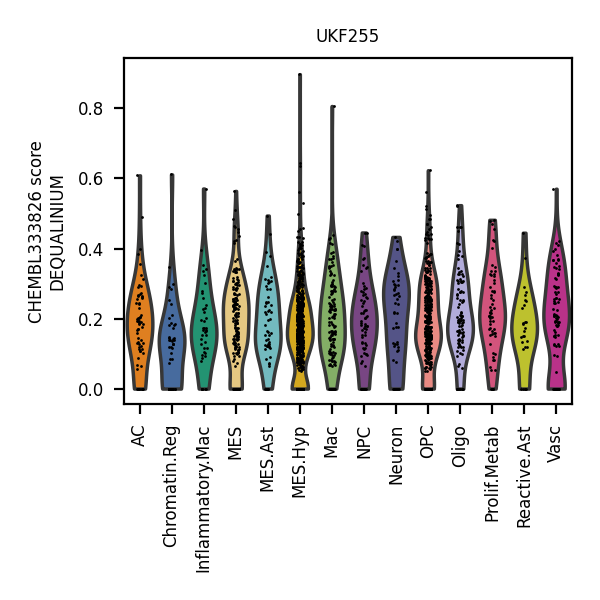 UKF255
CHEMBL333826 score
DEQUALINIUM
0.8
0.6
0.4
0.2
0.0
AC
Chromatin.Reg
Inflammatory.Mac
MES
MES.Ast
MES.Hyp
Mac
NPC
Neuron
OPC
Oligo
Prolif.Metab
Reactive.Ast
Vasc